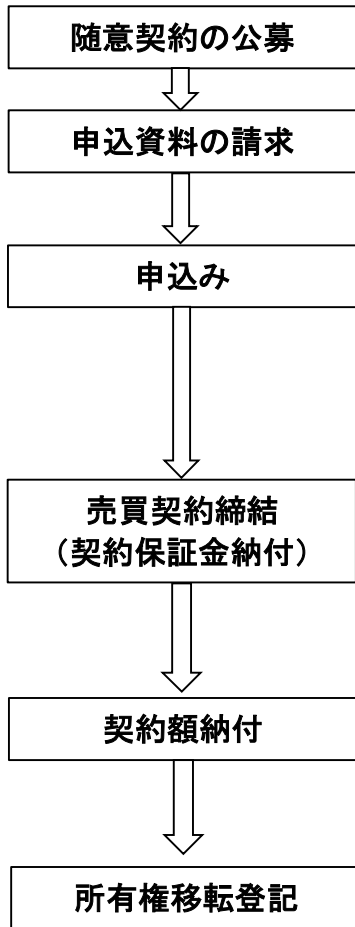 随意契約の公募
申込資料の請求
申込み
売買契約締結
（契約保証金納付）
契約額納付
所有権移転登記